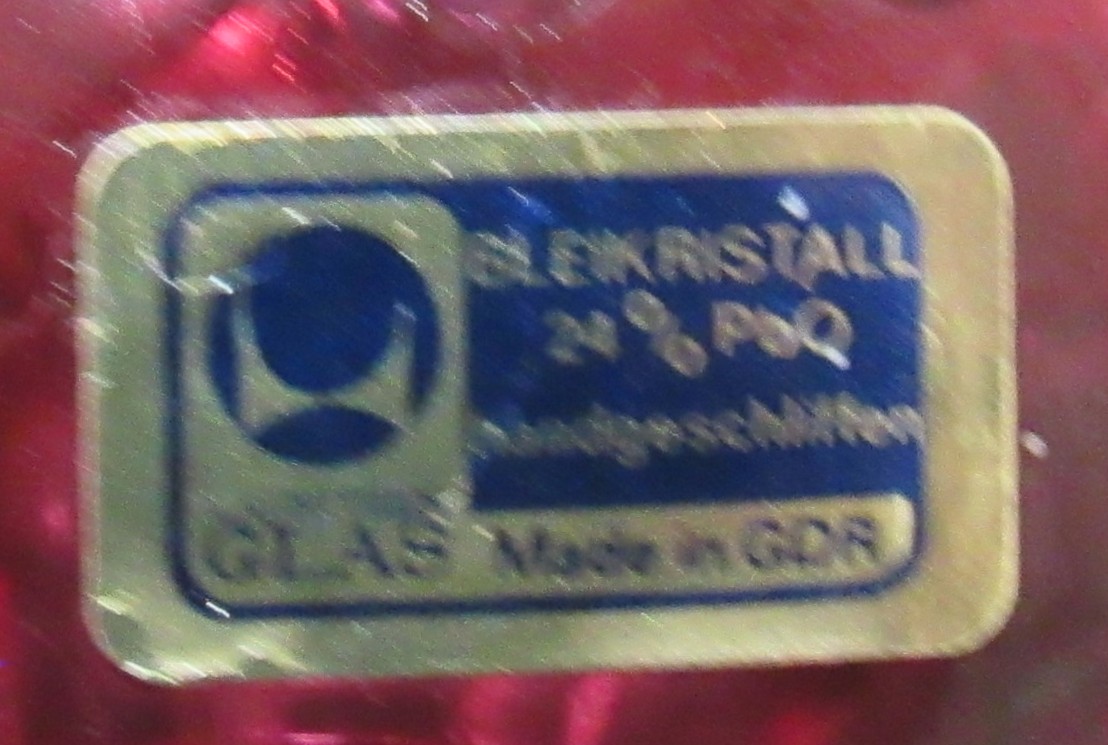 BLEIKRISTALL
24% PbO
handgeschliffen
GLAS Made in GDR